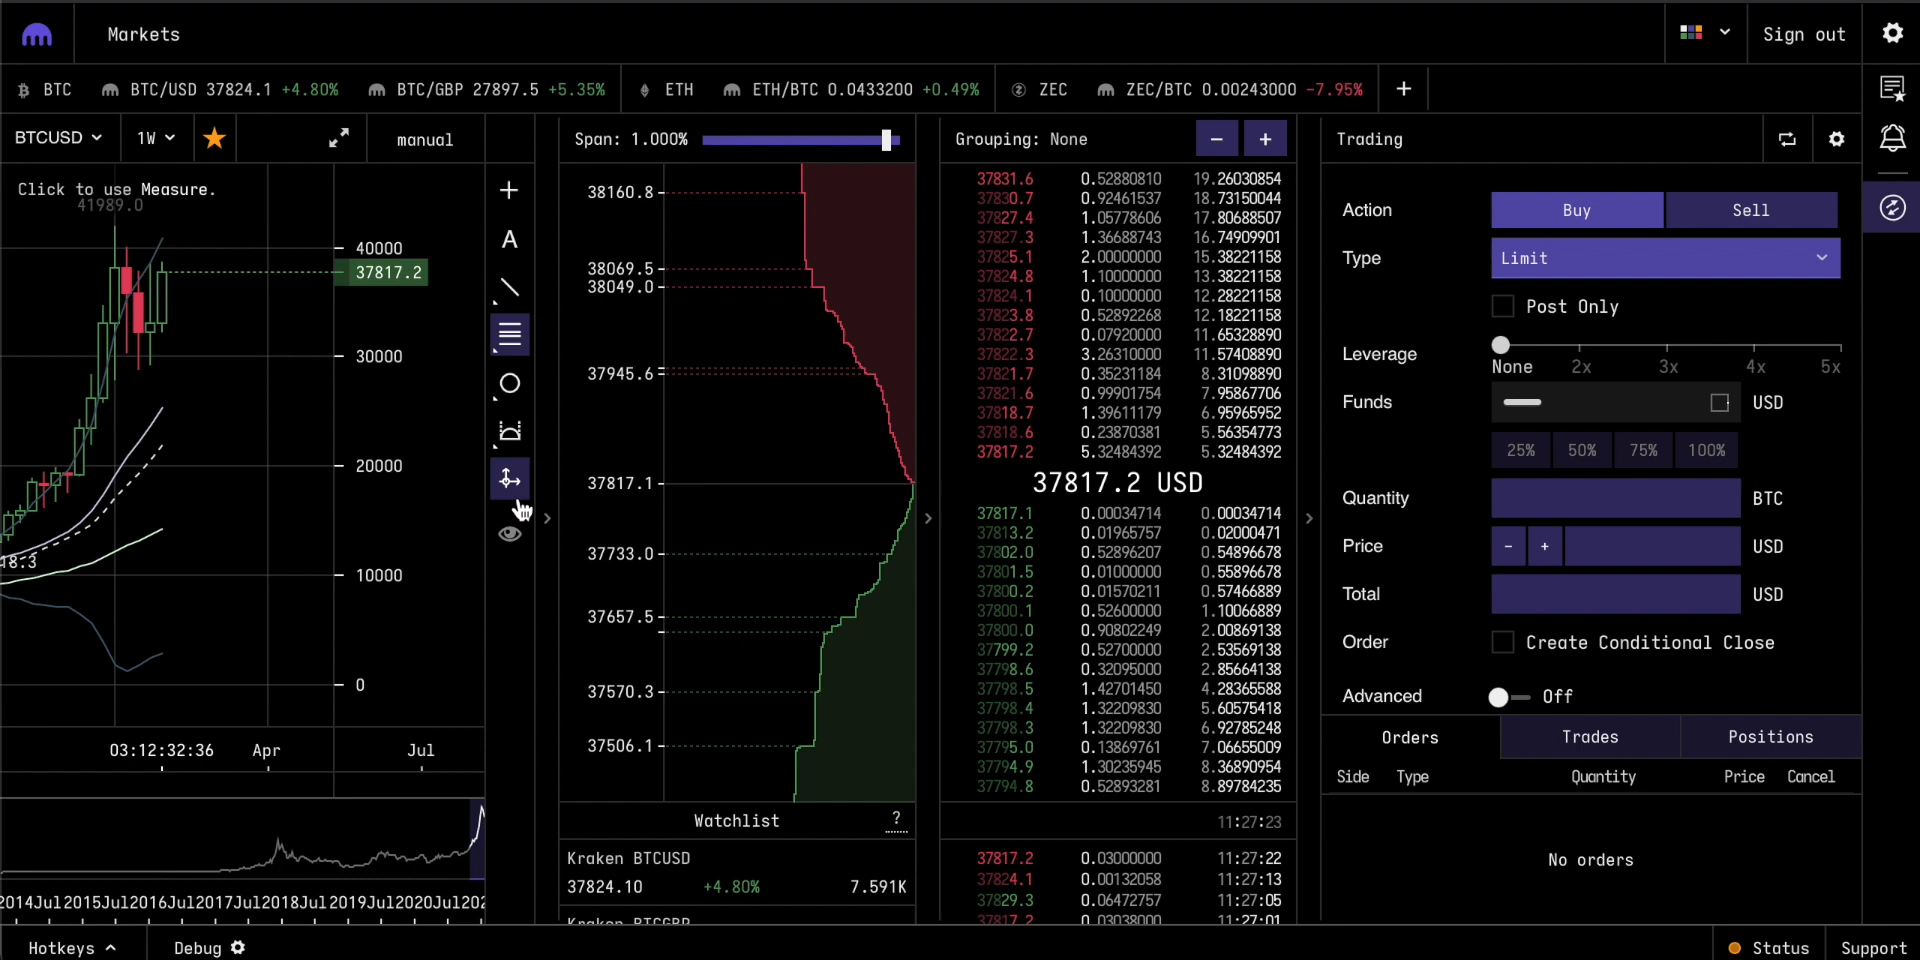 Markets
Sign out
BTC BTC/USD 37824.1 +4.80% BTC/GBP 27897.5 +5.35% ETH ETH/BTC 0.0433200 +0.49% ZEC ZEC/BTC 0.00243000 -7.95% +
BTCUSD 1W manual
Click to use Measure.
41989.0
40000
37817.2
30000
20000
18.3
10000
0
03:12:32:36 Apr Jul
2014Jul2015Jul2016Jul2017Jul2018Jul2019Jul2020Jul202
A
Span: 1.000%
38160.8
38069.5
38049.0
37945.6
37817.1
37733.0
37657.5
37570.3
37506.1
Watchlist ?
Kraken BTCUSD
37824.10 +4.80% 7.591K
Kraken BTCGBP
Grouping: None - +
37831.6 0.52880810 19.26030854
37830.7 0.92461537 18.73150044
37827.4 1.05778606 17.80688507
37827.3 1.36688743 16.74909901
37825.1 2.00000000 15.38221158
37824.8 1.10000000 13.38221158
37824.1 0.10000000 12.28221158
37823.8 0.52892268 12.18221158
37822.7 0.07920000 11.65328890
37822.3 3.26310000 11.57408890
37821.7 0.35231184 8.31098890
37821.6 0.99901754 7.95867706
37818.7 1.39611179 6.95965952
37818.6 0.23870381 5.56354773
37817.2 5.32484392 5.32484392
37817.2 USD
37817.1 0.00034714 0.00034714
37813.2 0.01965757 0.02000471
37802.0 0.52896207 0.54896678
37801.5 0.01000000 0.55896678
37800.2 0.01570211 0.57466889
37800.1 0.52600000 1.10066889
37800.0 0.90802249 2.00869138
37799.2 0.52700000 2.53569138
37798.6 0.32095000 2.85664138
37798.5 1.42701450 4.28365588
37798.4 1.32209830 5.60575418
37798.3 1.32209830 6.92785248
37795.0 0.13869761 7.06655009
37794.9 1.30235945 8.36890954
37794.8 0.52893281 8.89784235
11:27:23
37817.2 0.03000000 11:27:22
37824.1 0.00132058 11:27:13
37829.3 0.06472757 11:27:05
37817.2 0.03038000 11:27:01
Trading
Action Buy Sell
Type Limit
Post Only
Leverage
None 2x 3x 4x 5x
Funds USD
25% 50% 75% 100%
Quantity BTC
Price - + USD
Total USD
Order Create Conditional Close
Advanced Off
Orders Trades Positions
Side Type Quantity Price Cancel
No orders
Hotkeys Debug Status Support